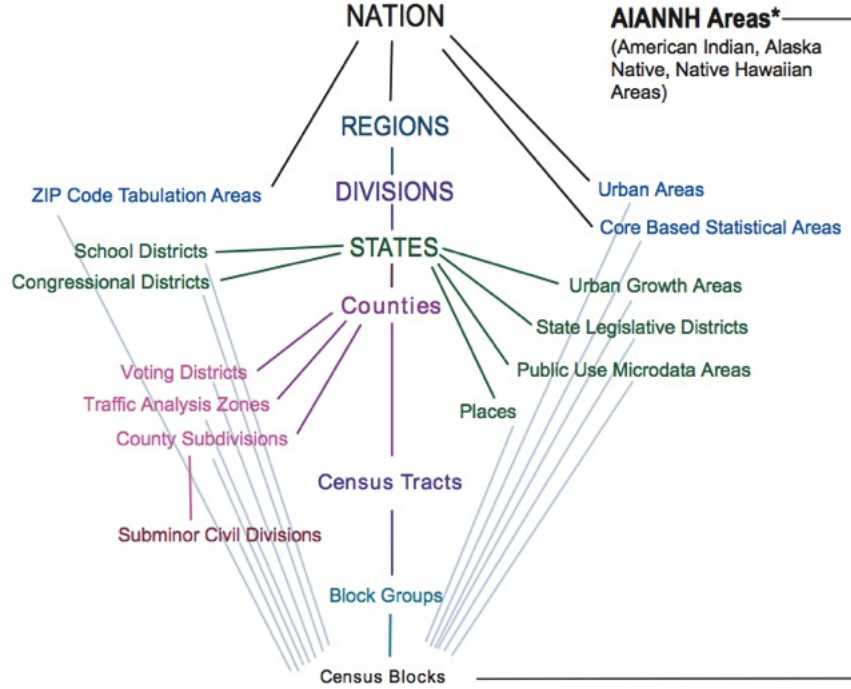 NATION
AIANNH Areas*
(American Indian, Alaska
Native, Native Hawaiian
Areas)
REGIONS
ZIP Code Tabulation Areas
DIVISIONS
Urban Areas
Core Based Statistical Areas
School Districts
STATES
Congressional Districts
Urban Growth Areas
Counties
State Legislative Districts
Voting Districts
Public Use Microdata Areas
Traffic Analysis Zones
Places
County Subdivisions
Census Tracts
Subminor Civil Divisions
Block Groups
Census Blocks